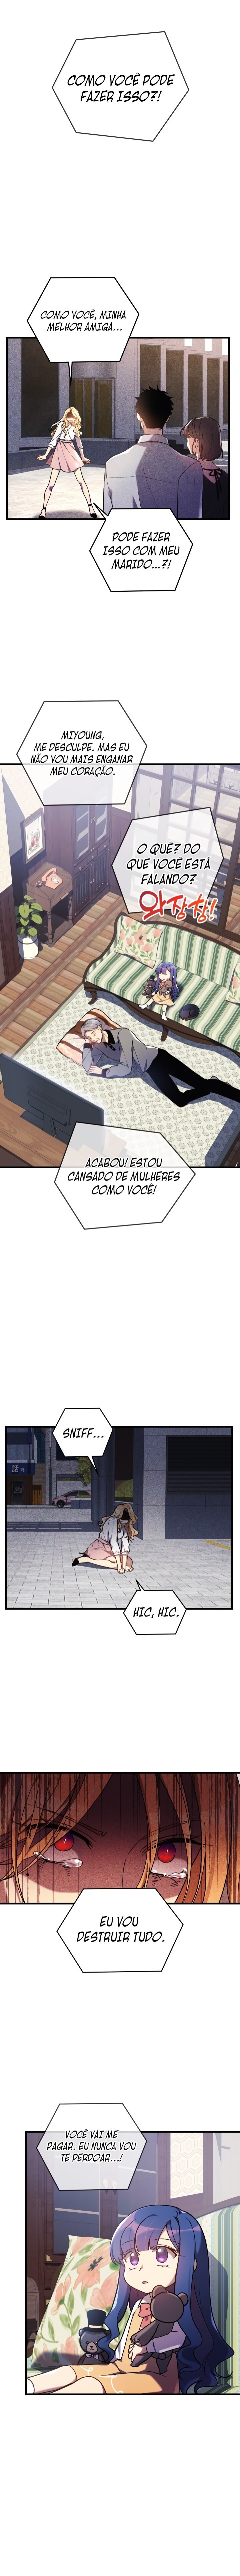 COMO VOCÊ PODE
FAZER ISSO?!
COMO VOCÊ, MINHA
MELHOR AMIGA...
PODE FAZER
ISSO COM MEU
MARIDO...?!
MIYOUNG,
ME DESCULPE. MAS EU
NÃO VOU MAIS ENGANAR
MEU CORAÇÃO.
O QUÊ? DO
QUE VOCÊ ESTÁ
FALANDO?
와장창!
ACABOU! ESTOU
CANSADO DE MULHERES
COMO VOCÊ!
SNIFF...
話
HIC, HIC.
EU VOU
DESTRUIR TUDO.
VOCÊ VAI ME
PAGAR. EU NUNCA VOU
TE PERDOAR...!